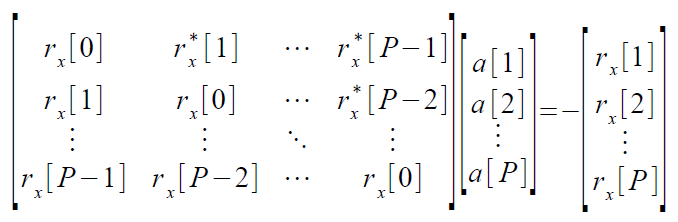 [ r_x[0] r_x^*[1] ⋯ r_x^*[P−1] ] [ a[1] ] = − [ r_x[1] ]
[ r_x[1] r_x[0] ⋯ r_x^*[P−2] ] [ a[2] ] [ r_x[2] ]
[ ⋮ ⋮ ⋱ ⋮ ] [ ⋮ ] [ ⋮ ]
[ r_x[P−1] r_x[P−2] ⋯ r_x[0] ] [ a[P] ] [ r_x[P] ]